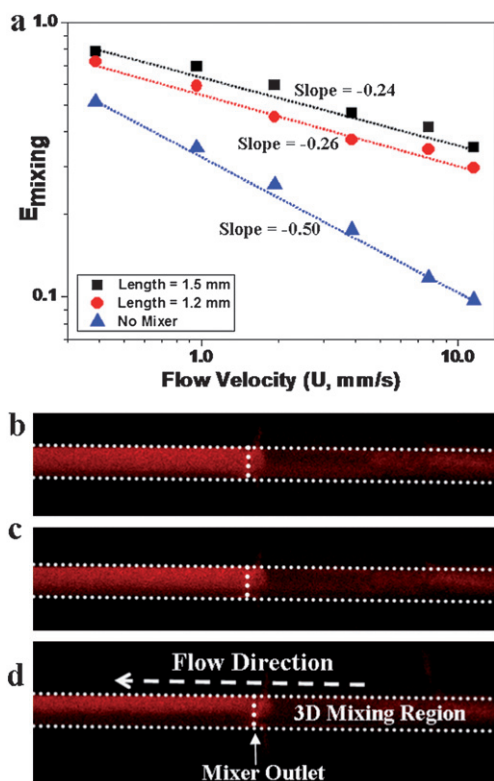 a
1.0
Slope = -0.24
Slope = -0.26
Slope = -0.50
0.1
Emixing
Length = 1.5 mm
Length = 1.2 mm
No Mixer
1.0
10.0
Flow Velocity (U, mm/s)
b
c
d
Flow Direction
3D Mixing Region
Mixer Outlet